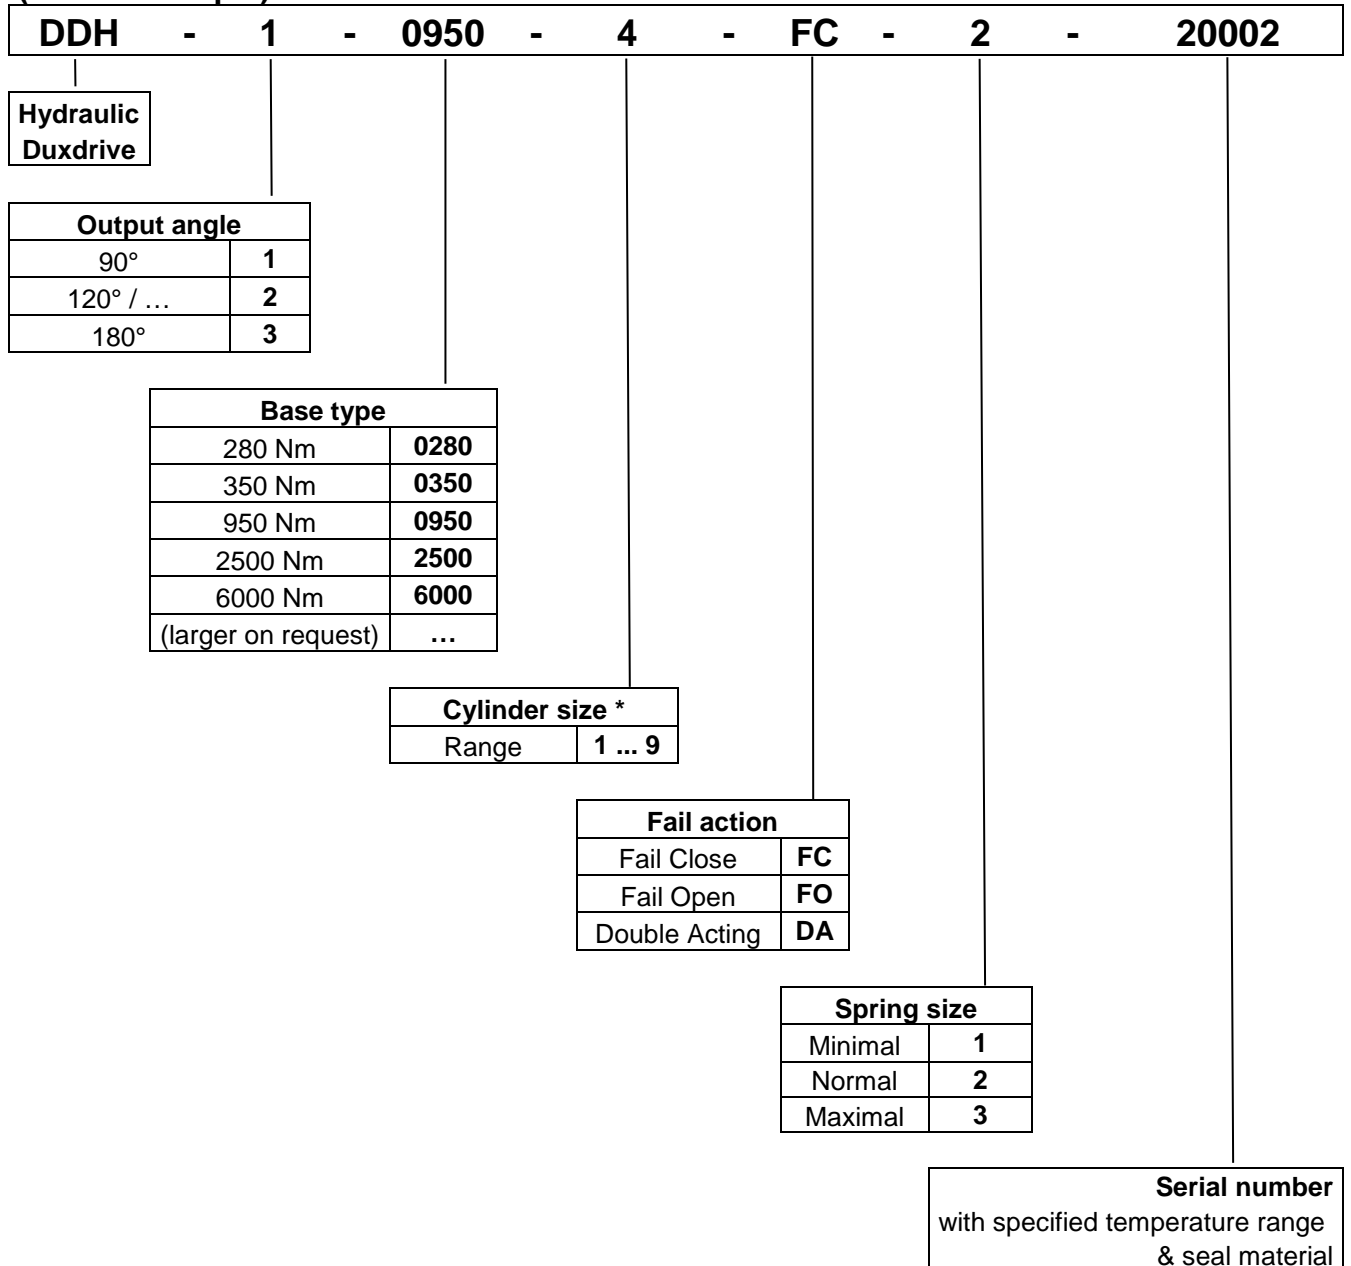 DDH - 1 - 0950 - 4 - FC - 2 - 20002
Hydraulic
Duxdrive
Output angle
90° 1
120° / … 2
180° 3
Base type
280 Nm 0280
350 Nm 0350
950 Nm 0950
2500 Nm 2500
6000 Nm 6000
(larger on request) …
Cylinder size *
Range 1 ... 9
Fail action
Fail Close FC
Fail Open FO
Double Acting DA
Spring size
Minimal 1
Normal 2
Maximal 3
Serial number
with specified temperature range
& seal material